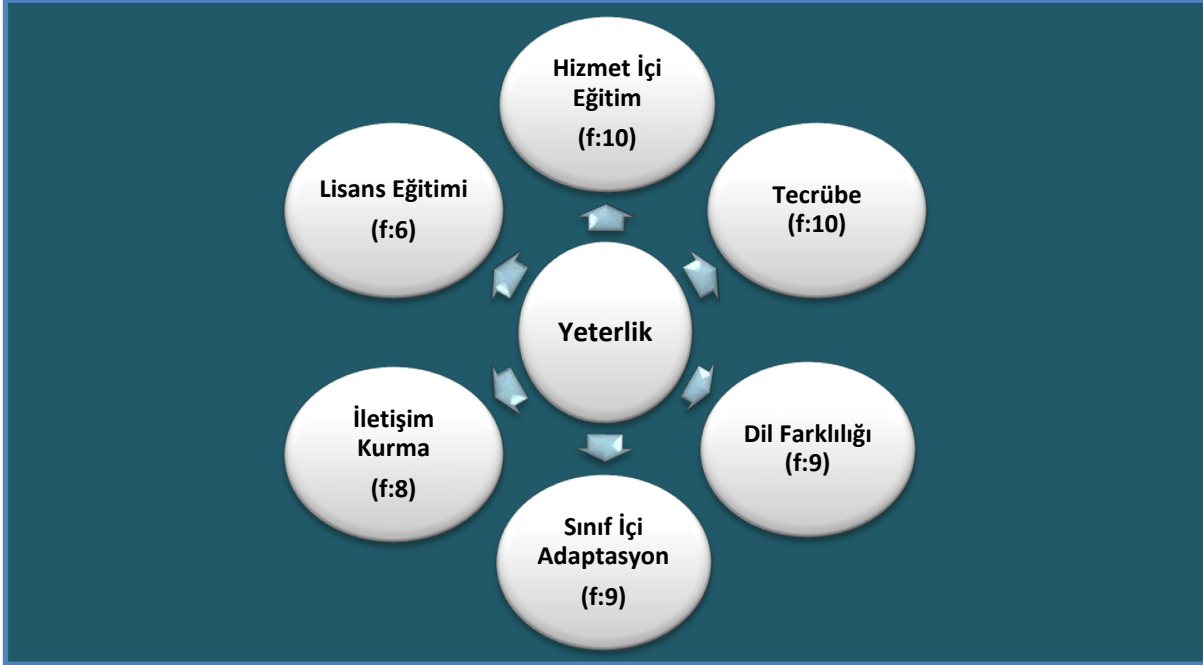 Hizmet İçi
Eğitim
(f:10)
Tecrübe
(f:10)
Dil Farklılığı
(f:9)
Sınıf İçi
Adaptasyon
(f:9)
İletişim
Kurma
(f:8)
Lisans Eğitimi
(f:6)
Yeterlik